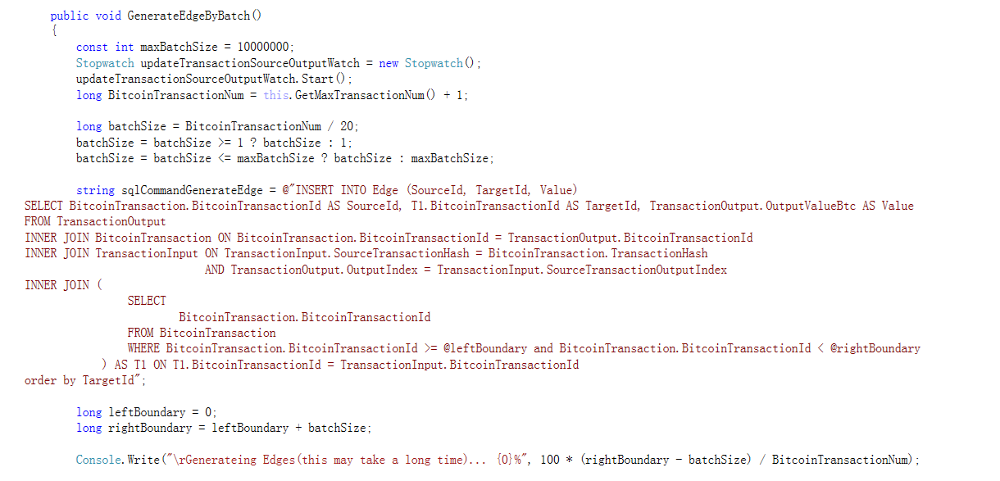 public void GenerateEdgeByBatch()
{
const int maxBatchSize = 10000000;
Stopwatch updateTransactionSourceOutputWatch = new Stopwatch();
updateTransactionSourceOutputWatch.Start();
long BitcoinTransactionNum = this.GetMaxTransactionNum() + 1;
long batchSize = BitcoinTransactionNum / 20;
batchSize = batchSize >= 1 ? batchSize : 1;
batchSize = batchSize <= maxBatchSize ? batchSize : maxBatchSize;
string sqlCommandGenerateEdge = @"INSERT INTO Edge (SourceId, TargetId, Value)
SELECT BitcoinTransaction.BitcoinTransactionId AS SourceId, T1.BitcoinTransactionId AS TargetId, TransactionOutput.OutputValueBtc AS Value
FROM TransactionOutput
INNER JOIN BitcoinTransaction ON BitcoinTransaction.BitcoinTransactionId = TransactionOutput.BitcoinTransactionId
INNER JOIN TransactionInput ON TransactionInput.SourceTransactionHash = BitcoinTransaction.TransactionHash
AND TransactionOutput.OutputIndex = TransactionInput.SourceTransactionOutputIndex
INNER JOIN (
SELECT
BitcoinTransaction.BitcoinTransactionId
FROM BitcoinTransaction
WHERE BitcoinTransaction.BitcoinTransactionId >= @leftBoundary and BitcoinTransaction.BitcoinTransactionId < @rightBoundary
) AS T1 ON T1.BitcoinTransactionId = TransactionInput.BitcoinTransactionId
order by TargetId";
long leftBoundary = 0;
long rightBoundary = leftBoundary + batchSize;
Console.Write("\rGenerateing Edges(this may take a long time)... {0}%", 100 * (rightBoundary - batchSize) / BitcoinTransactionNum);